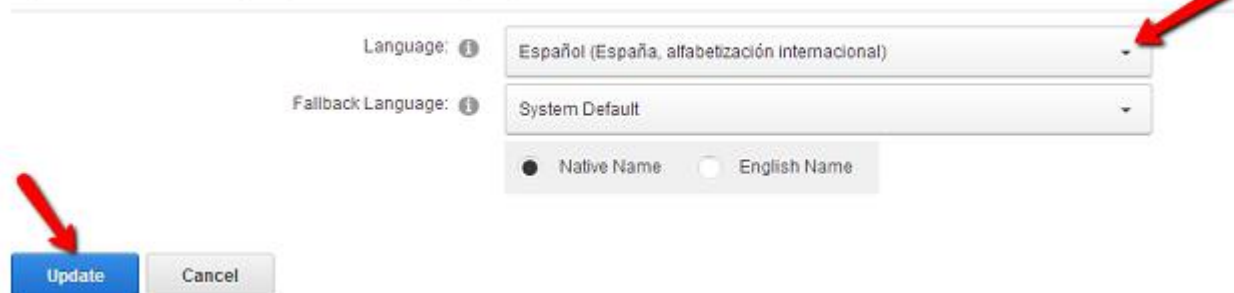 Language: Español (España, alfabetización internacional)
Fallback Language: System Default
Native Name English Name
Update Cancel